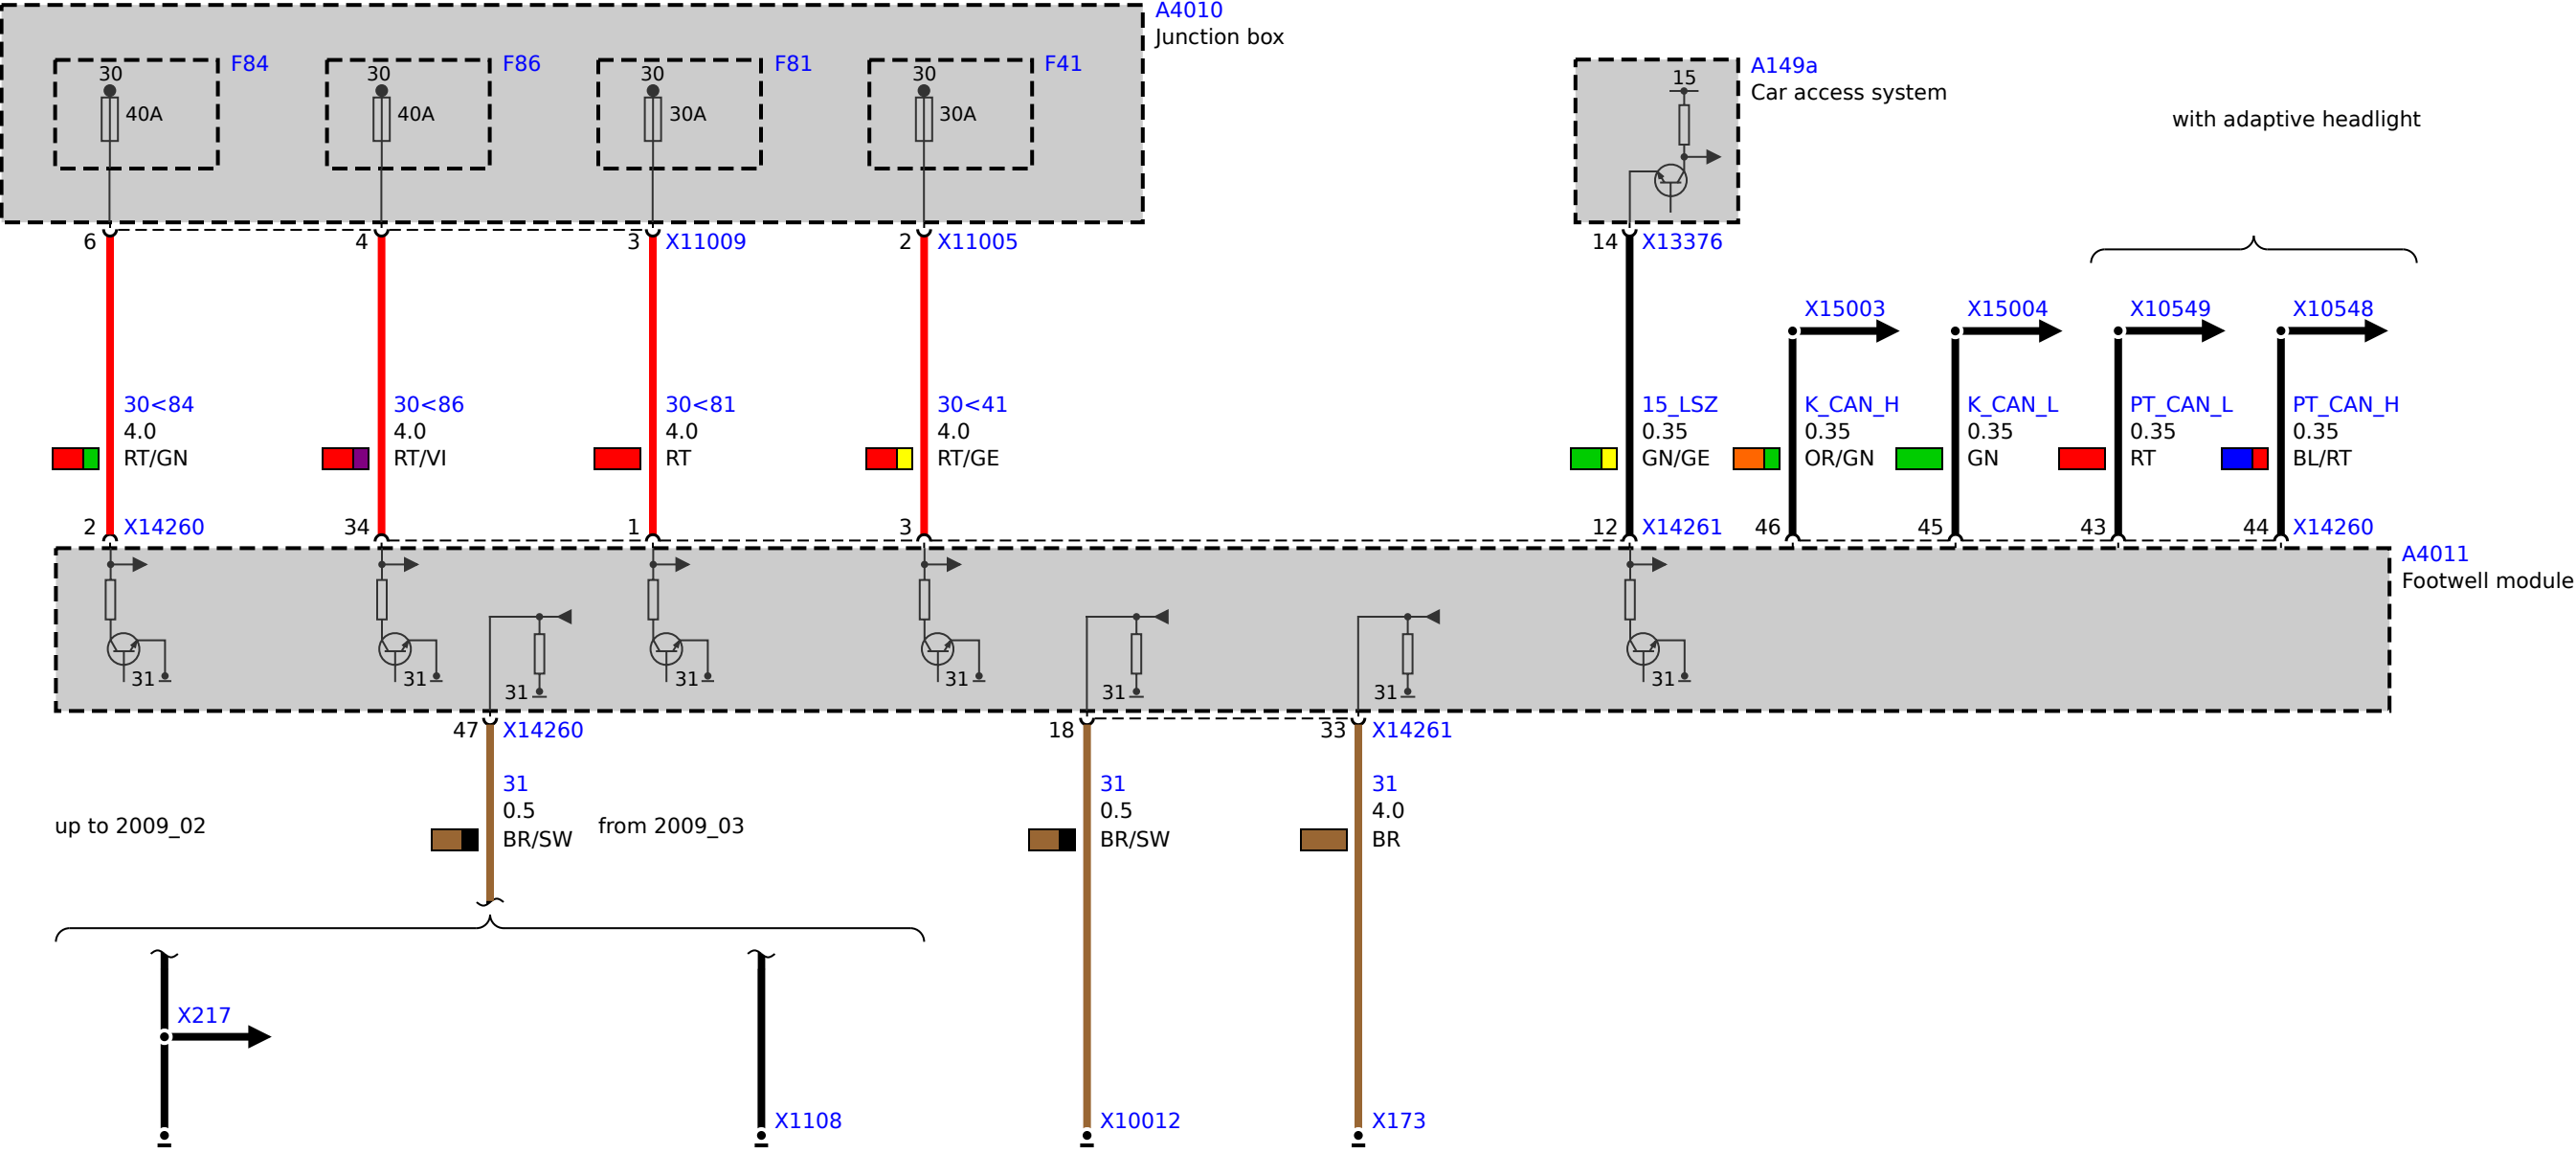 A4010
Junction box
30
F84
30
F86
30
F81
30
F41
40A
40A
30A
30A
A149a
Car access system
15
with adaptive headlight
6
4
3
X11009
2
X11005
14
X13376
X15003
X15004
X10549
X10548
30<84
4.0
RT/GN
30<86
4.0
RT/VI
30<81
4.0
RT
30<41
4.0
RT/GE
15_LSZ
0.35
GN/GE
K_CAN_H
0.35
OR/GN
K_CAN_L
0.35
GN
PT_CAN_L
0.35
RT
PT_CAN_H
0.35
BL/RT
2
X14260
34
1
3
12
X14261
46
45
43
44
X14260
A4011
Footwell module
31
31
31
31
31
31
31
31
47
X14260
18
33
X14261
31
0.5
BR/SW
31
0.5
BR/SW
31
4.0
BR
up to 2009_02
from 2009_03
X217
X1108
X10012
X173